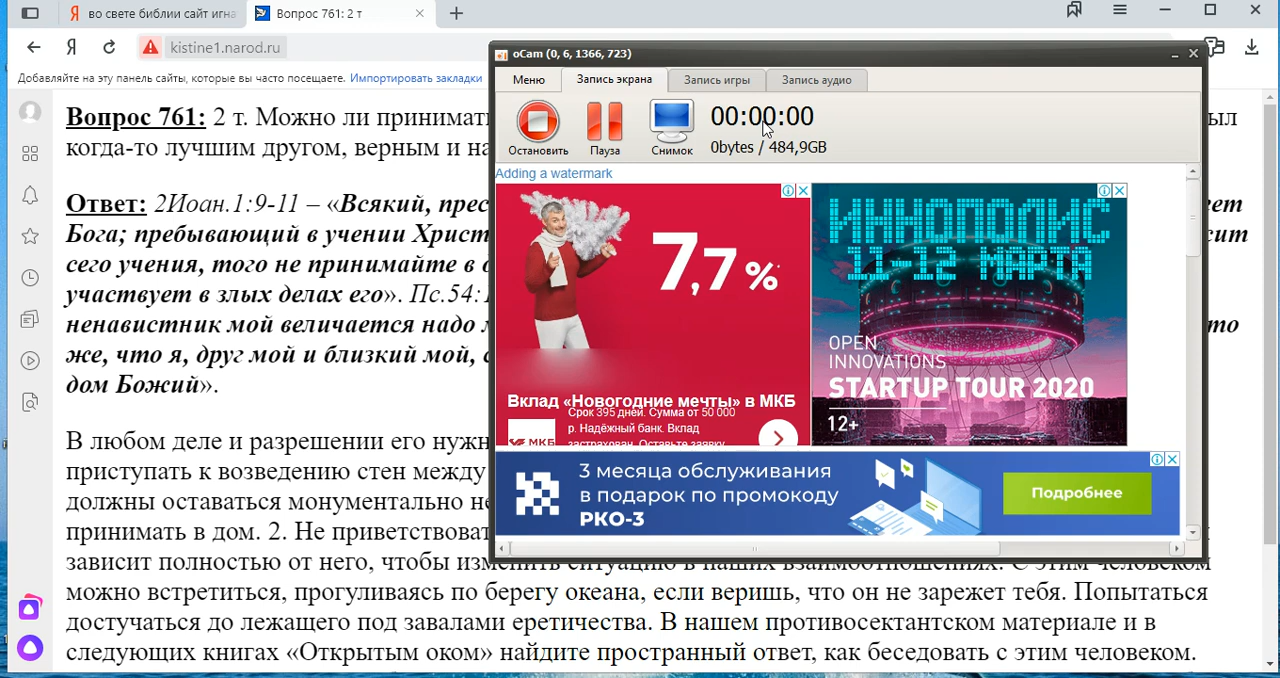 во свете библии сайт игна
Вопрос 761: 2 т
kistine1.narod.ru
Добавляйте на эту панель сайты, которые вы часто посещаете. Импортировать закладки
oCam (0, 6, 1366, 723)
Меню
Запись экрана
Запись игры
Запись аудио
Остановить
Пауза
Снимок
00:00:00
0bytes / 484,9GB
Adding a watermark
7,7%
Вклад «Новогодние мечты» в МКБ
Срок 395 дней. Сумма от 50 000
р. Надёжный банк. Вклад
застрахован. Оставьте заявку
МКБ
ИННОПОЛИС
11-12 МАРТА
OPEN
INNOVATIONS
STARTUP TOUR 2020
12+
3 месяца обслуживания
в подарок по промокоду
РКО-3
Подробнее
Вопрос 761: 2 т. Можно ли принимать ыл
когда-то лучшим другом, верным и на
Ответ: 2Иоан.1:9-11 – «Всякий, прес ет
Бога; пребывающий в учении Христ сит
сего учения, того не принимайте в
участвует в злых делах его». Пс.54:1
ненавистник мой величается надо то
же, что я, друг мой и близкий мой,
дом Божий».
В любом деле и разрешении его нужн
приступать к возведению стен между
должны оставаться монументально не
принимать в дом. 2. Не приветствоват
зависит полностью от него, чтобы изменить ситуацию в наших взаимоотношениях. С этим человеком
можно встретиться, прогуливаясь по берегу океана, если веришь, что он не зарежет тебя. Попытаться
достучаться до лежащего под завалами еретичества. В нашем противосектантском материале и в
следующих книгах «Открытым оком» найдите пространный ответ, как беседовать с этим человеком.